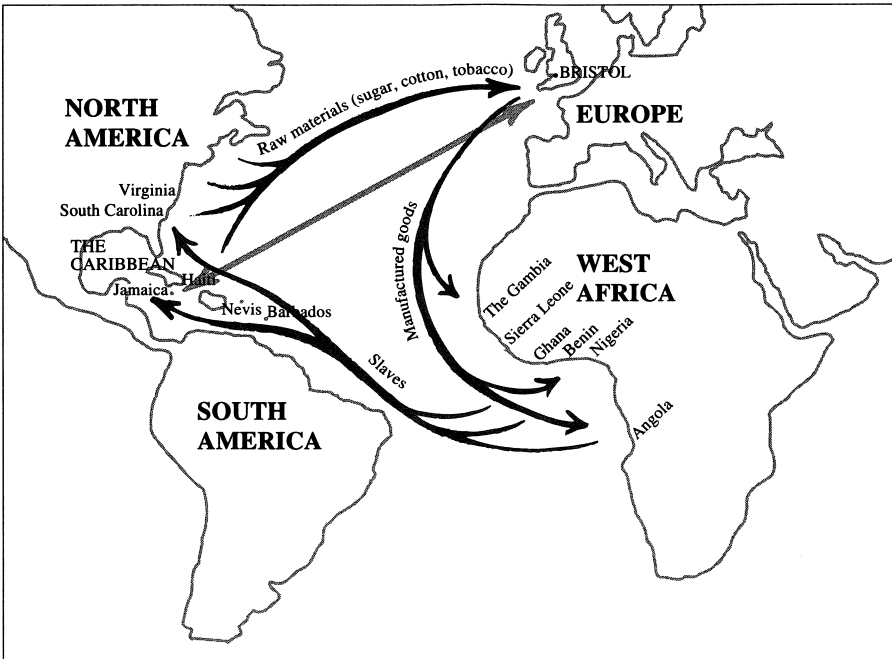 NORTH
AMERICA
Raw materials (sugar, cotton, tobacco)
BRISTOL
EUROPE
Virginia
South Carolina
THE
CARIBBEAN
Haiti
Jamaica
Nevis
Barbados
Manufactured goods
WEST
AFRICA
The Gambia
Sierra Leone
Ghana
Benin
Nigeria
Slaves
SOUTH
AMERICA
Angola